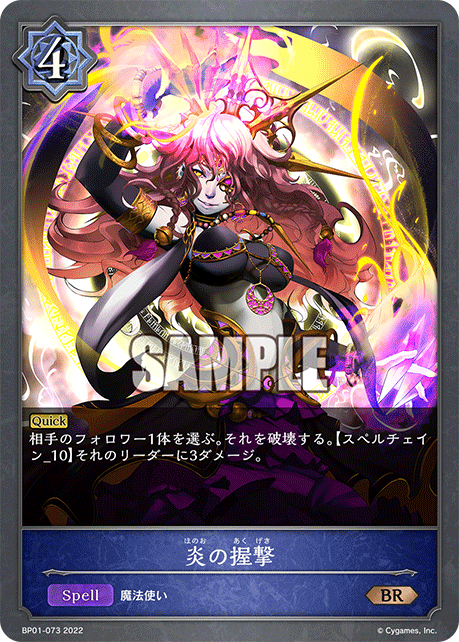 4
SAMPLE
Quick
相手のフォロワー1体を選ぶ。それを破壊する。【スペルチェイ
ン_10】それのリーダーに3ダメージ。
ほのお あく げき
炎の握撃
Spell 魔法使い BR
BP01-073 2022 © Cygames, Inc.